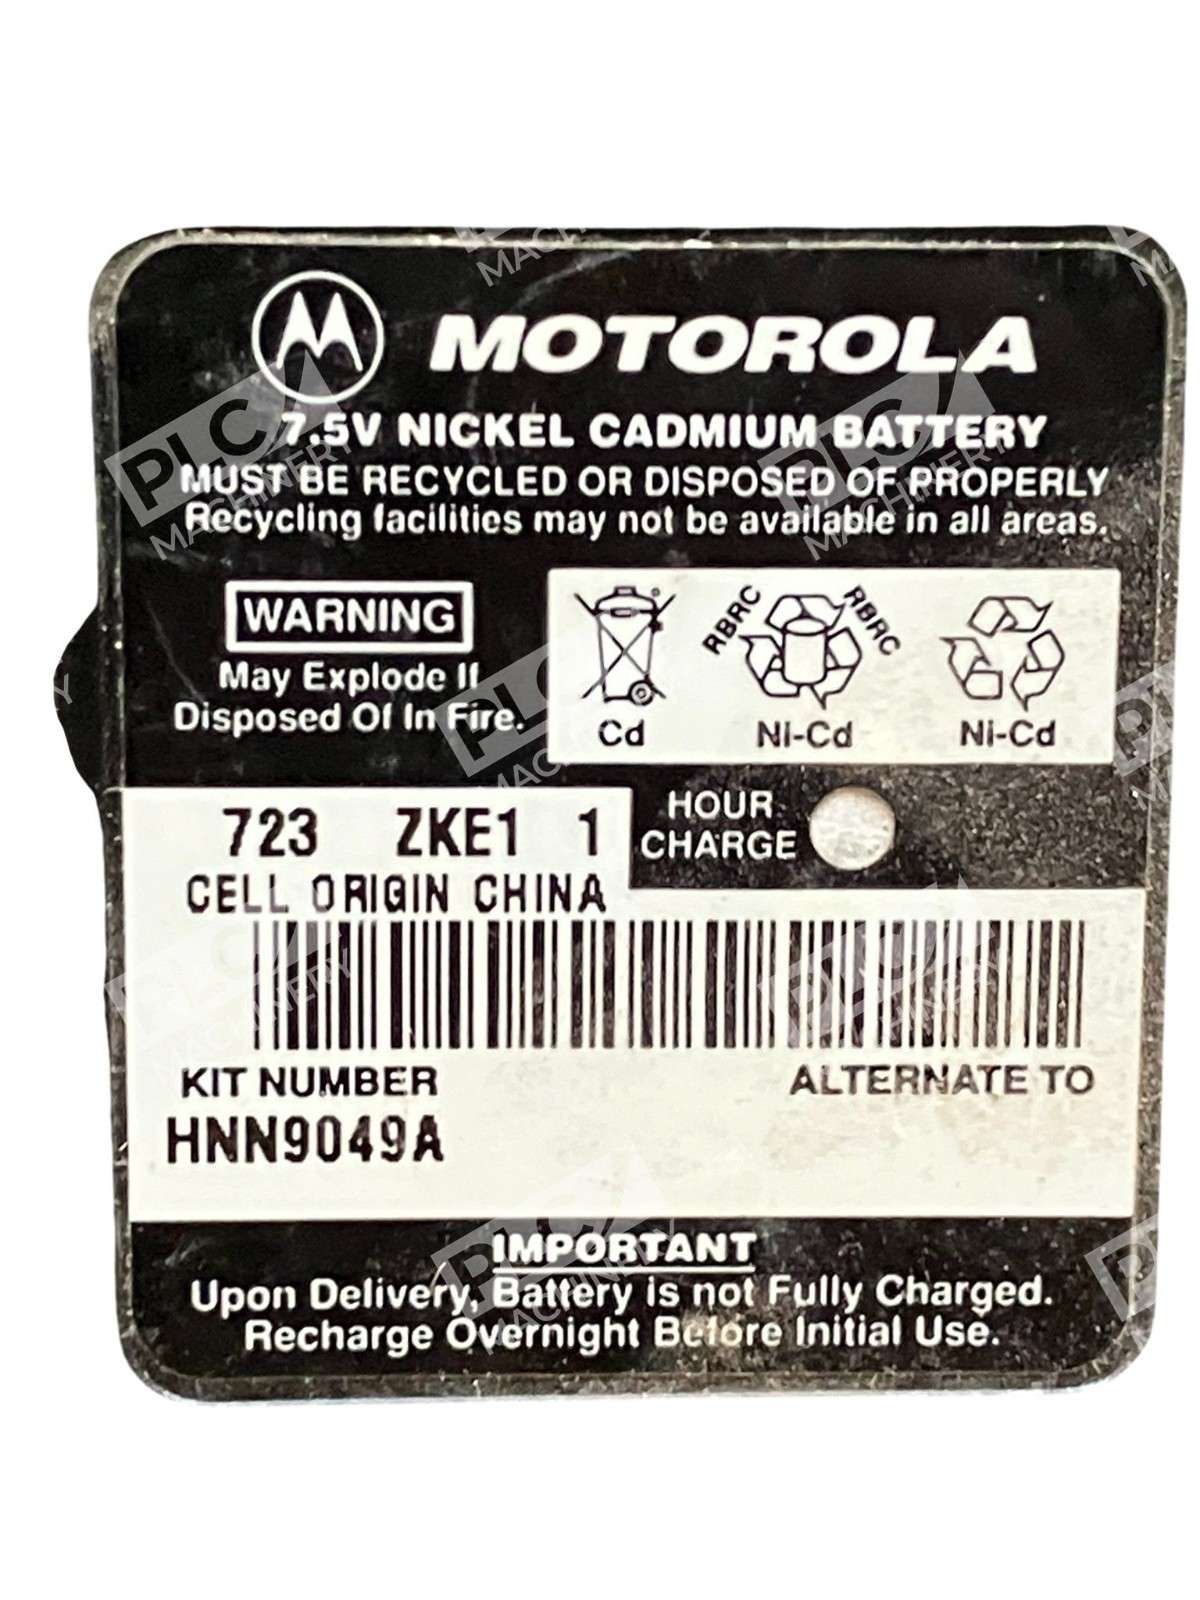 MOTOROLA
7.5V NICKEL CADMIUM BATTERY
MUST BE RECYCLED OR DISPOSED OF PROPERLY
Recycling facilities may not be available in all areas.
WARNING
May Explode If
Disposed Of In Fire.
RBRC RBRC
Cd Ni-Cd Ni-Cd
723 ZKE1 1
HOUR
CHARGE
CELL ORIGIN CHINA
KIT NUMBER ALTERNATE TO
HNN9049A
IMPORTANT
Upon Delivery, Battery is not Fully Charged.
Recharge Overnight Before Initial Use.
PLC MACHINERY